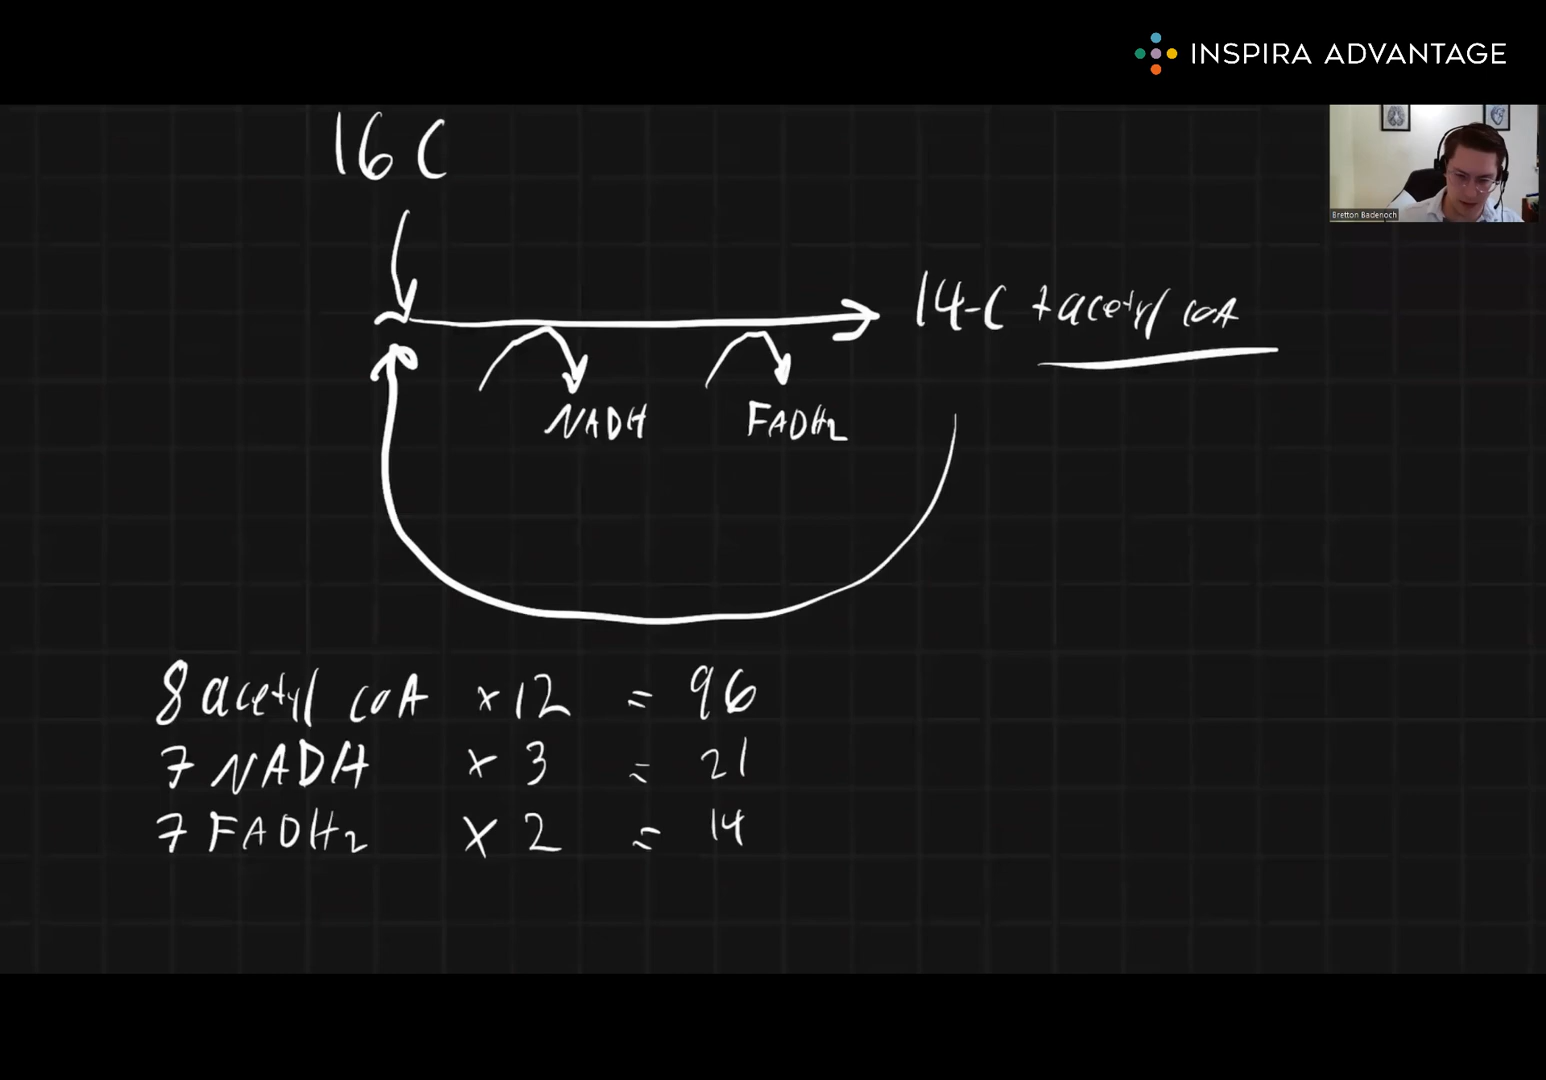 INSPIRA ADVANTAGE
16 C
Bretton Badenoch
14-C + acetyl coA
NADH
FADH2
8 acetyl coA x 12 = 96
7 NADH x 3 = 21
7 FADH2 x 2 = 14